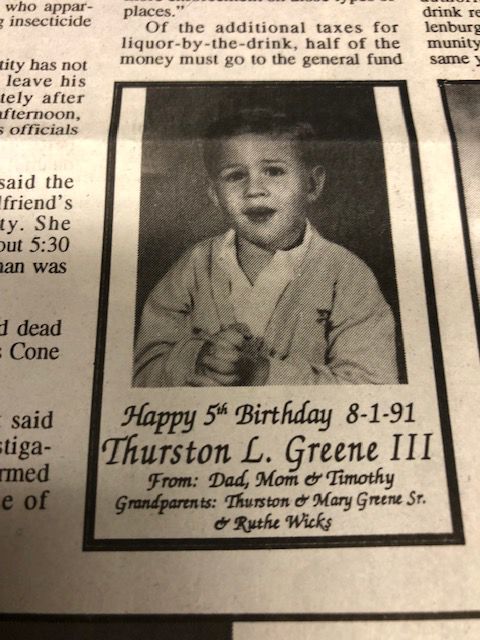 who appar-
insecticide
tity has not
leave his
tely after
afternoon,
officials
said the
lfriend's
ty. She
out 5:30
man was
d dead
Cone
said
stiga-
rmed
e of
places."
Of the additional taxes for
liquor-by-the-drink, half of the
money must go to the general fund
Happy 5th Birthday 8-1-91
Thurston L. Greene III
From: Dad, Mom & Timothy
Grandparents: Thurston & Mary Greene Sr.
& Ruthe Wicks
drink re
lenburg
munity
same y